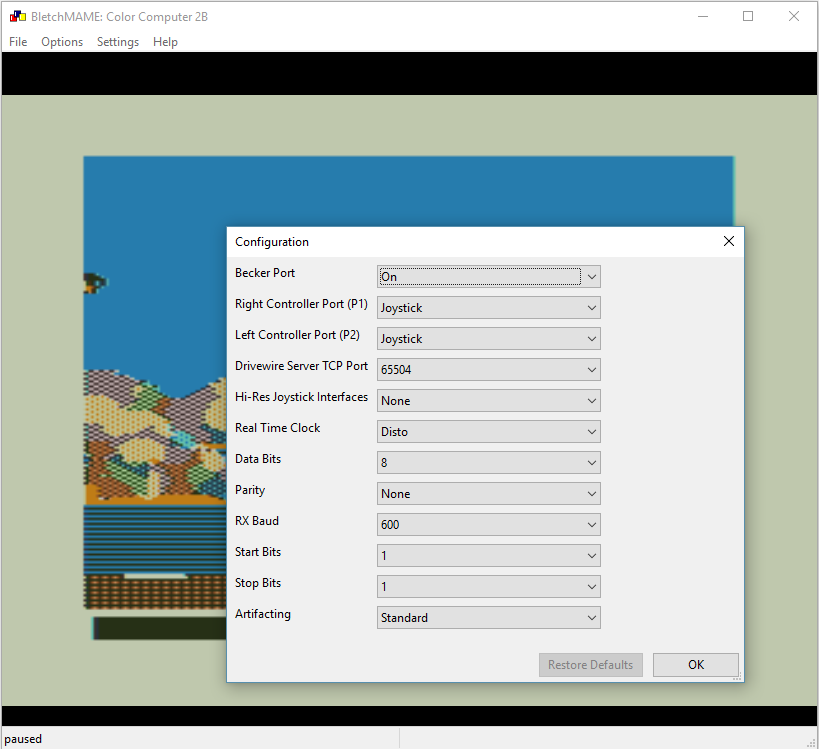 BletchMAME: Color Computer 2B
File Options Settings Help
Configuration
Becker Port On
Right Controller Port (P1) Joystick
Left Controller Port (P2) Joystick
Drivewire Server TCP Port 65504
Hi-Res Joystick Interfaces None
Real Time Clock Disto
Data Bits 8
Parity None
RX Baud 600
Start Bits 1
Stop Bits 1
Artifacting Standard
Restore Defaults OK
paused